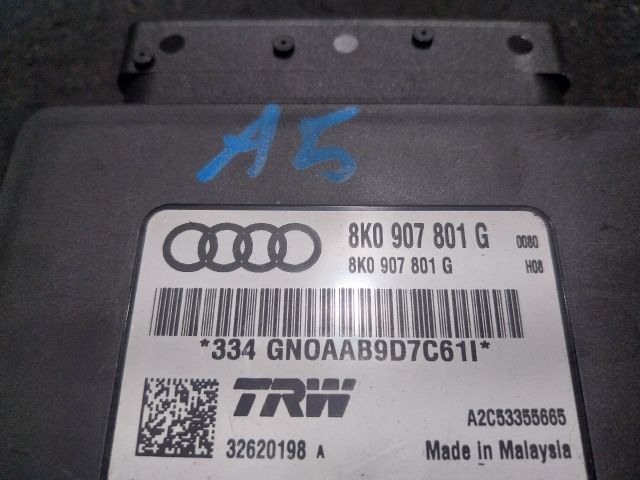 A5
8K0 907 801 G 0080
8K0 907 801 G H08
*334 GN0AAB9D7C61I*
TRW A2C53355665
32620198 A Made in Malaysia